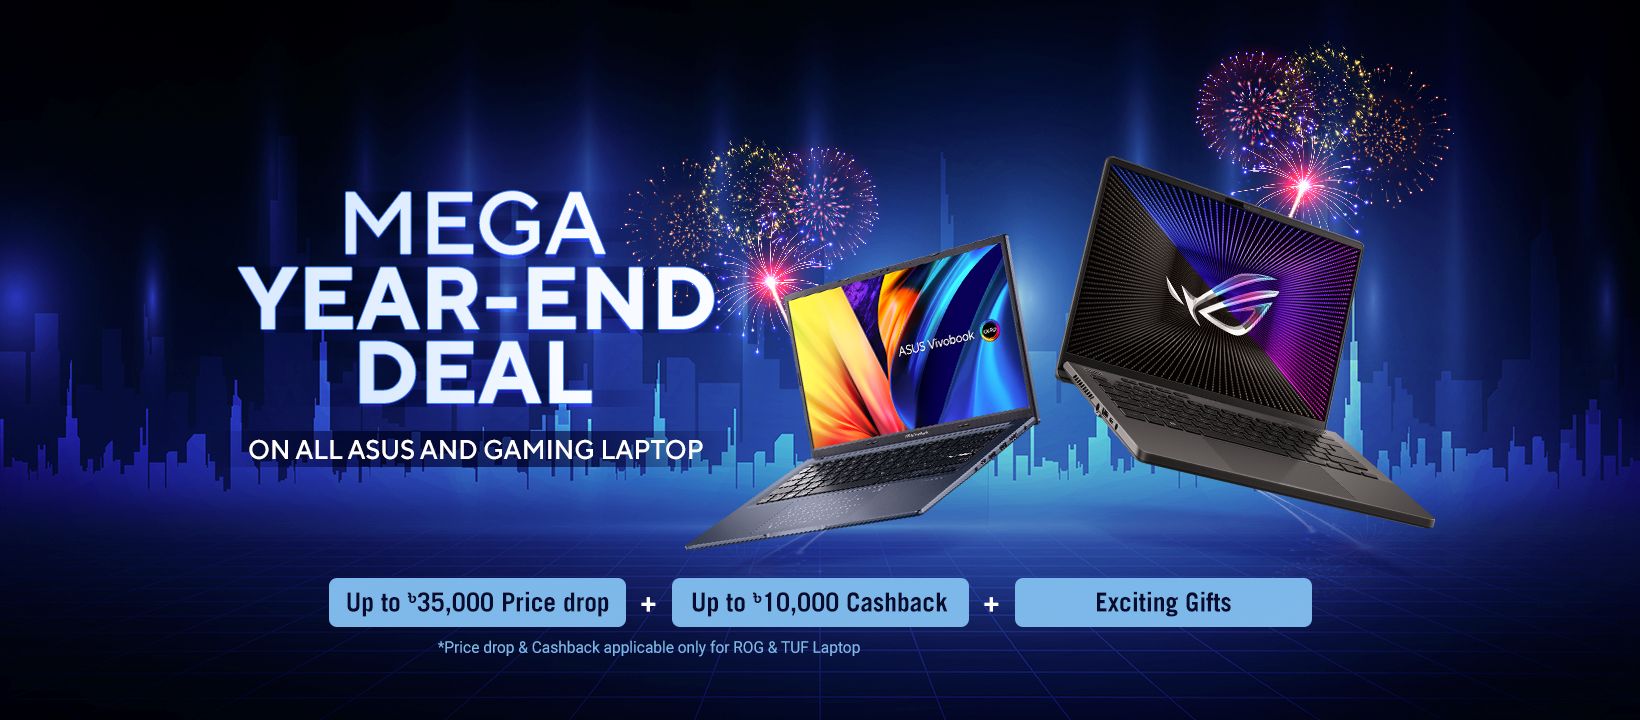 MEGA
YEAR-END
DEAL
ON ALL ASUS AND GAMING LAPTOP
ASUS Vivobook
Up to ৳35,000 Price drop + Up to ৳10,000 Cashback + Exciting Gifts
*Price drop & Cashback applicable only for ROG & TUF Laptop